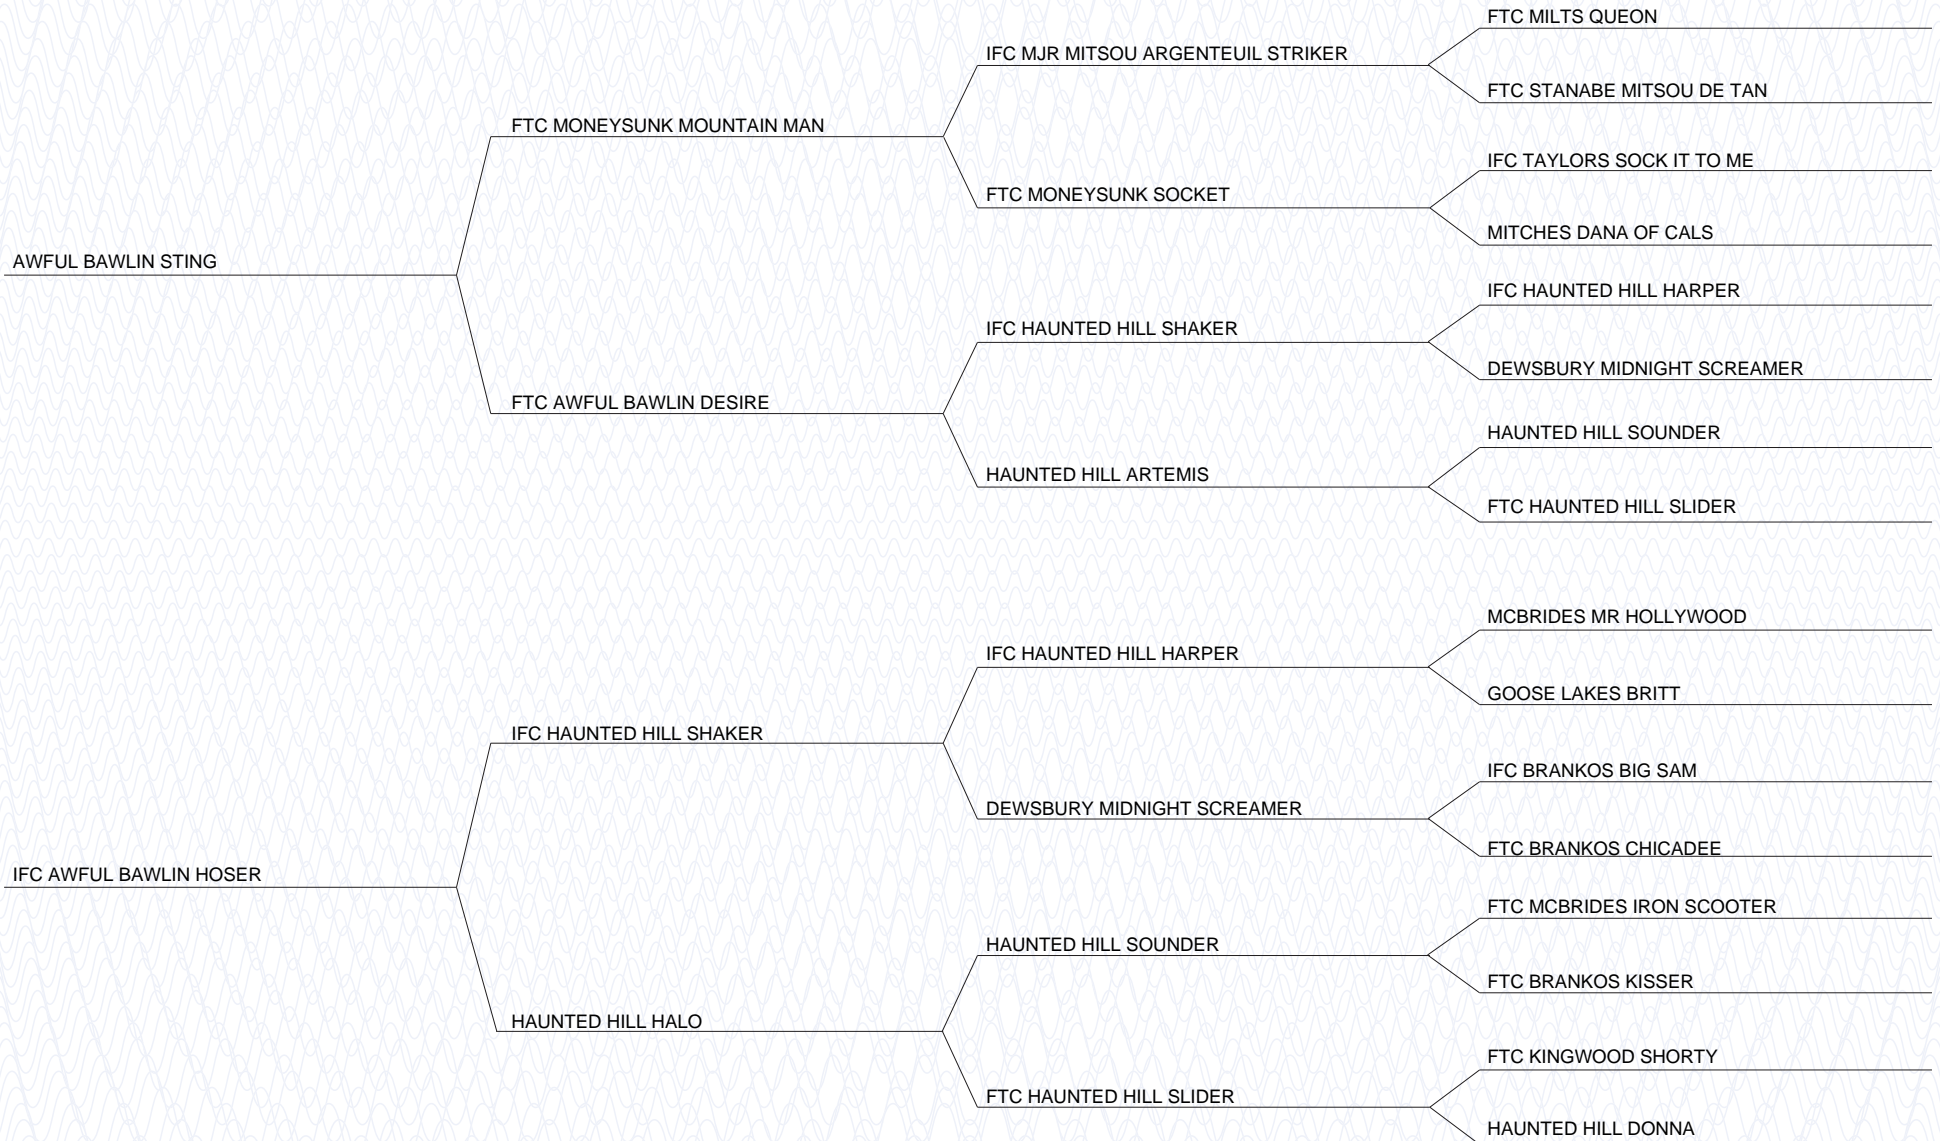 FTC MILTS QUEON
IFC MJR MITSOU ARGENTEUIL STRIKER
FTC STANABE MITSOU DE TAN
FTC MONEYSUNK MOUNTAIN MAN
IFC TAYLORS SOCK IT TO ME
FTC MONEYSUNK SOCKET
MITCHES DANA OF CALS
AWFUL BAWLIN STING
IFC HAUNTED HILL HARPER
IFC HAUNTED HILL SHAKER
DEWSBURY MIDNIGHT SCREAMER
FTC AWFUL BAWLIN DESIRE
HAUNTED HILL SOUNDER
HAUNTED HILL ARTEMIS
FTC HAUNTED HILL SLIDER
MCBRIDES MR HOLLYWOOD
IFC HAUNTED HILL HARPER
GOOSE LAKES BRITT
IFC HAUNTED HILL SHAKER
IFC BRANKOS BIG SAM
DEWSBURY MIDNIGHT SCREAMER
FTC BRANKOS CHICADEE
IFC AWFUL BAWLIN HOSER
FTC MCBRIDES IRON SCOOTER
HAUNTED HILL SOUNDER
FTC BRANKOS KISSER
HAUNTED HILL HALO
FTC KINGWOOD SHORTY
FTC HAUNTED HILL SLIDER
HAUNTED HILL DONNA